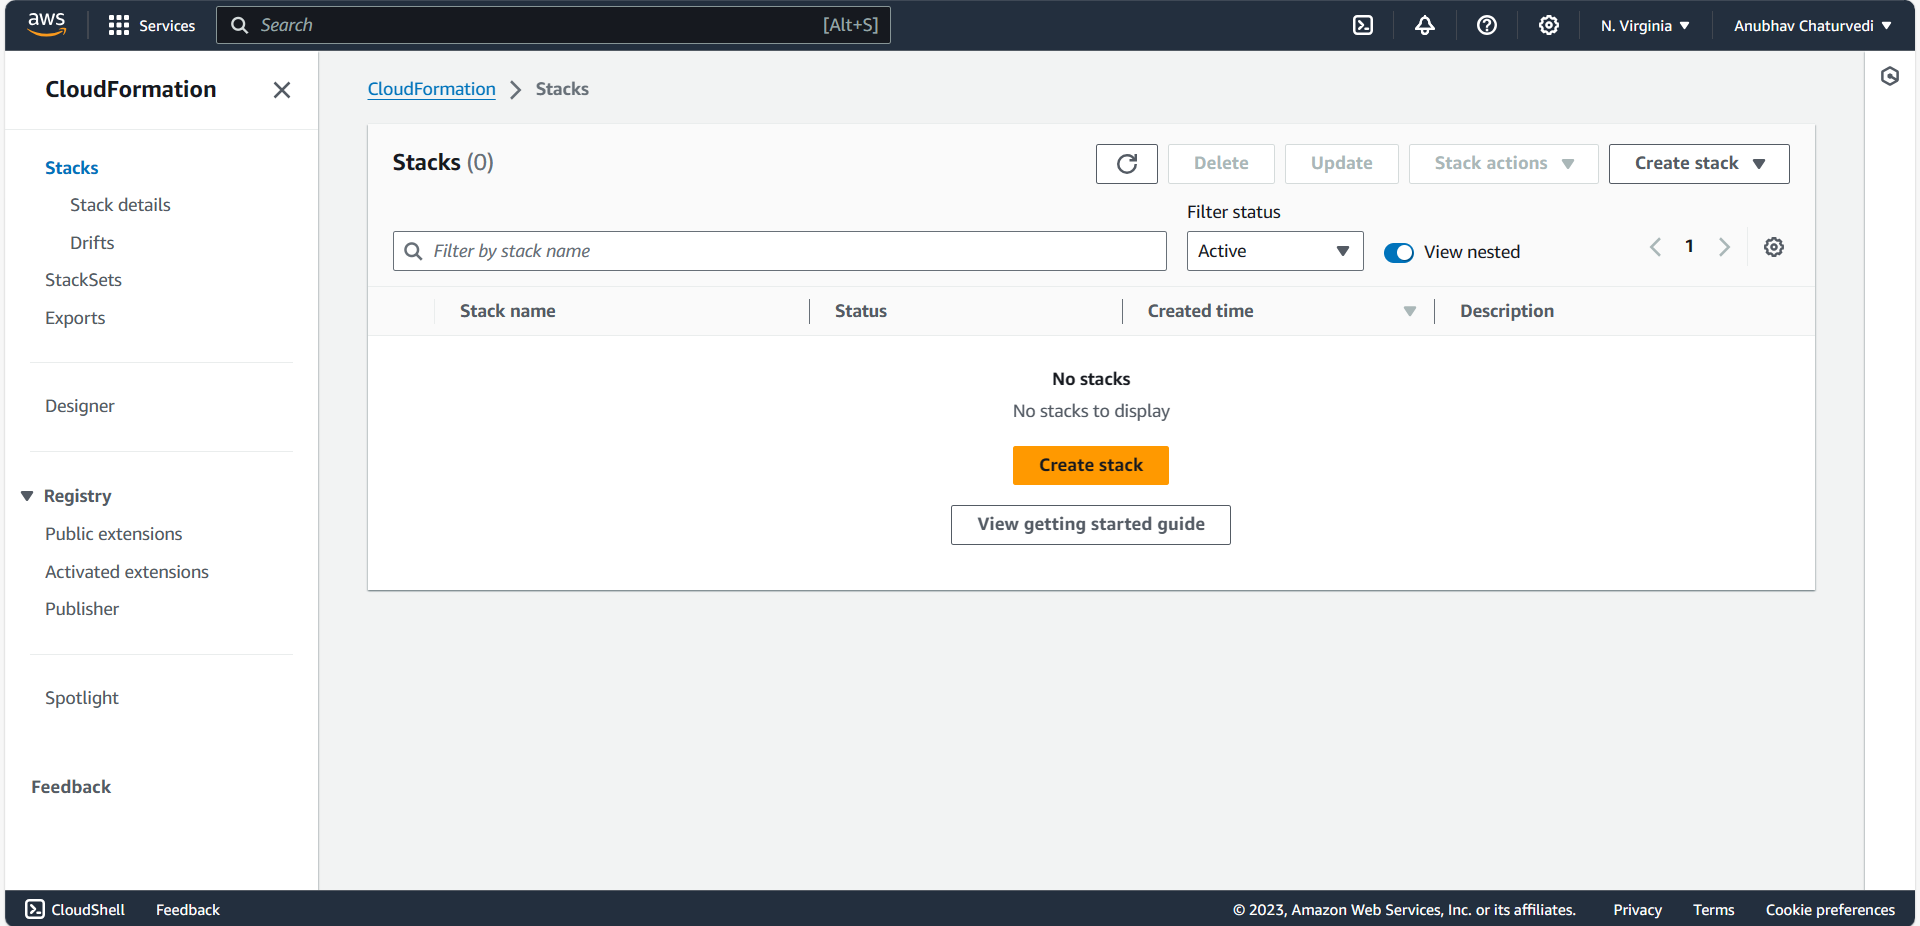 aws Services Search [Alt+S] N. Virginia Anubhav Chaturvedi
CloudFormation
Stacks
Stack details
Drifts
StackSets
Exports
Designer
Registry
Public extensions
Activated extensions
Publisher
Spotlight
Feedback
CloudFormation Stacks
Stacks (0) Delete Update Stack actions Create stack
Filter status
Filter by stack name Active View nested 1
Stack name Status Created time Description
No stacks
No stacks to display
Create stack
View getting started guide
CloudShell Feedback © 2023, Amazon Web Services, Inc. or its affiliates. Privacy Terms Cookie preferences